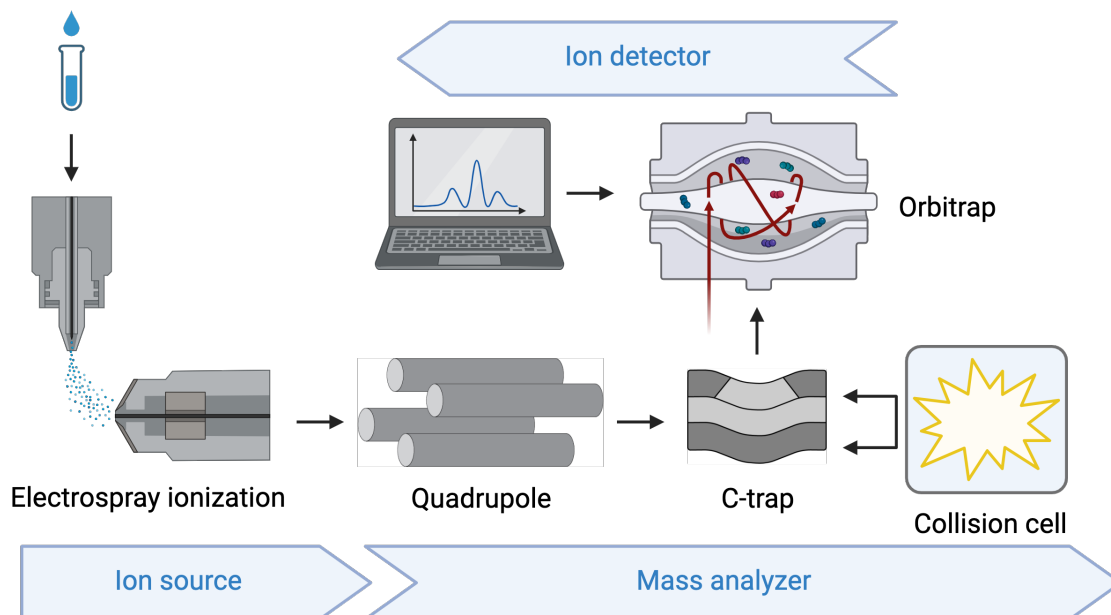 Ion detector
Orbitrap
Electrospray ionization
Quadrupole
C-trap
Collision cell
Ion source
Mass analyzer